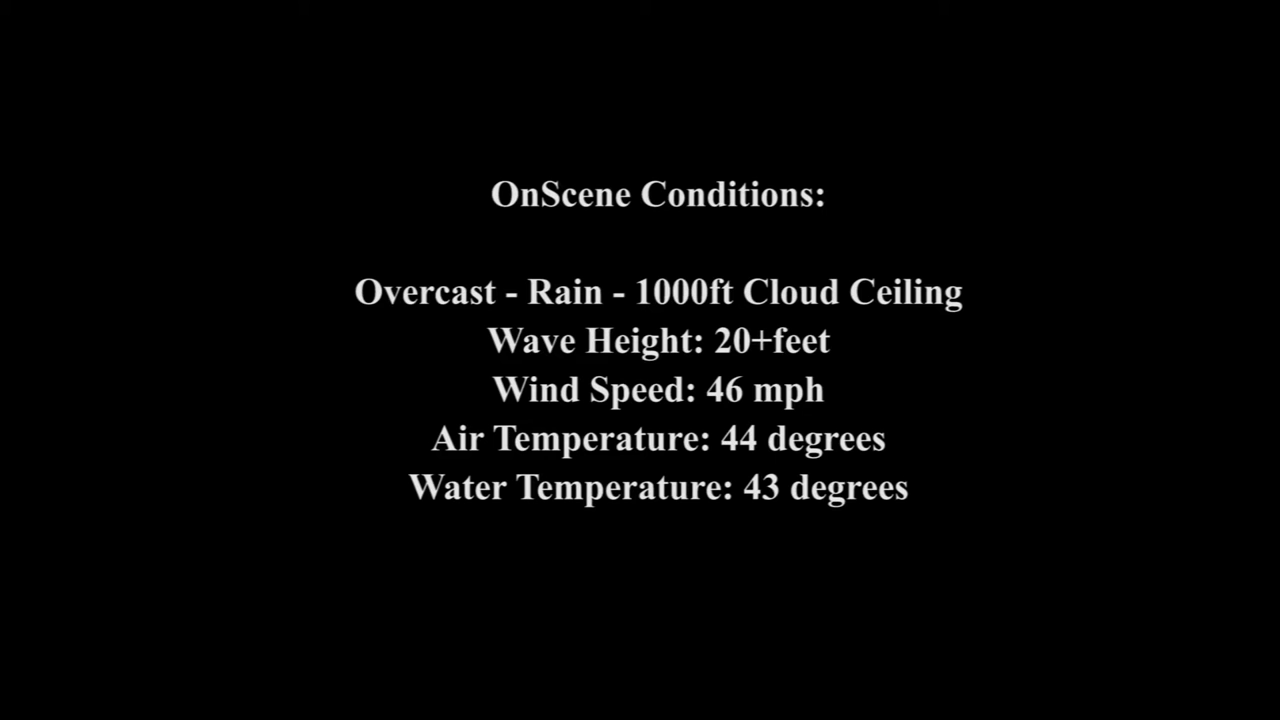 OnScene Conditions:
Overcast - Rain - 1000ft Cloud Ceiling
Wave Height: 20+feet
Wind Speed: 46 mph
Air Temperature: 44 degrees
Water Temperature: 43 degrees